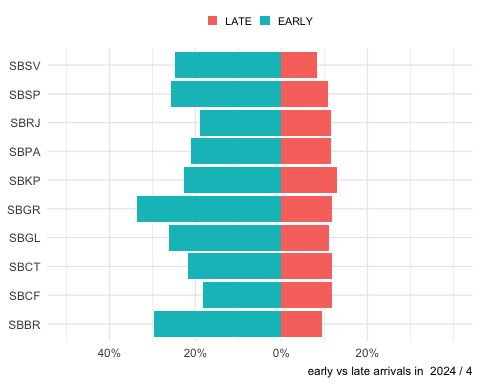 LATE EARLY
SBSV
SBSP
SBRJ
SBPA
SBKP
SBGR
SBGL
SBCT
SBCF
SBBR
40% 20% 0% 20%
early vs late arrivals in  2024 / 4